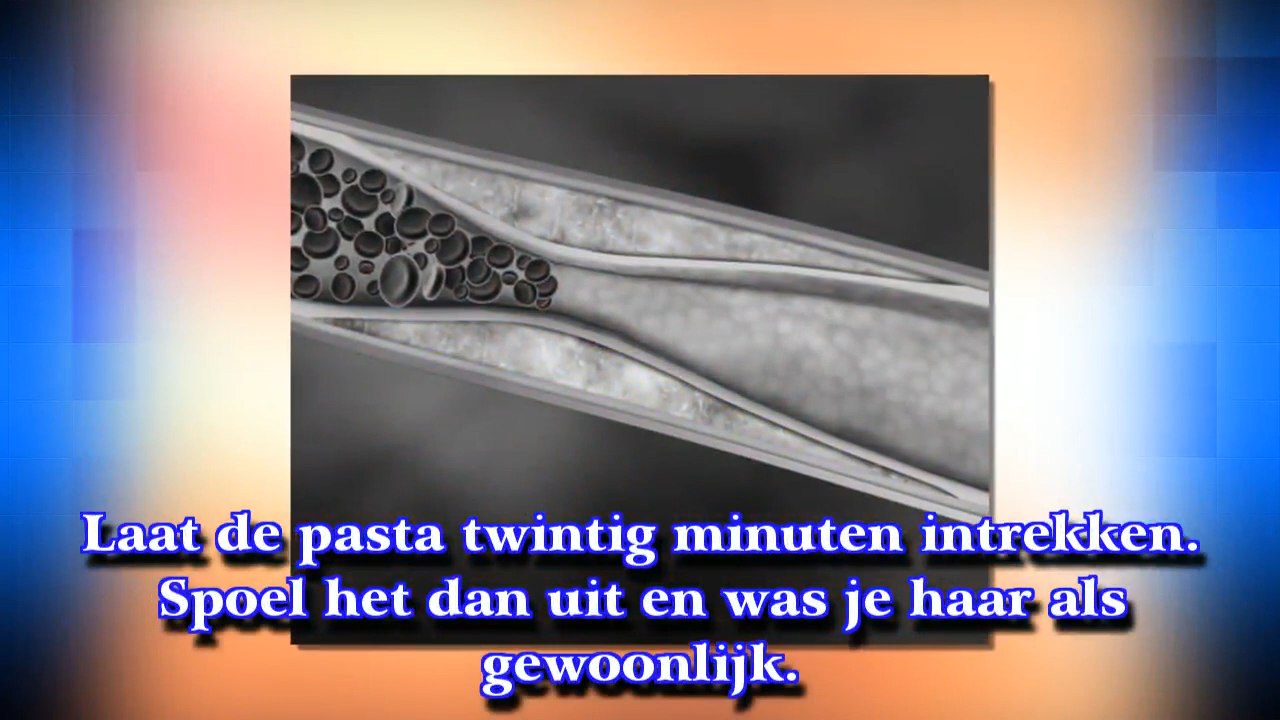 Laat de pasta twintig minuten intrekken.
Spoel het dan uit en was je haar als
gewoonlijk.